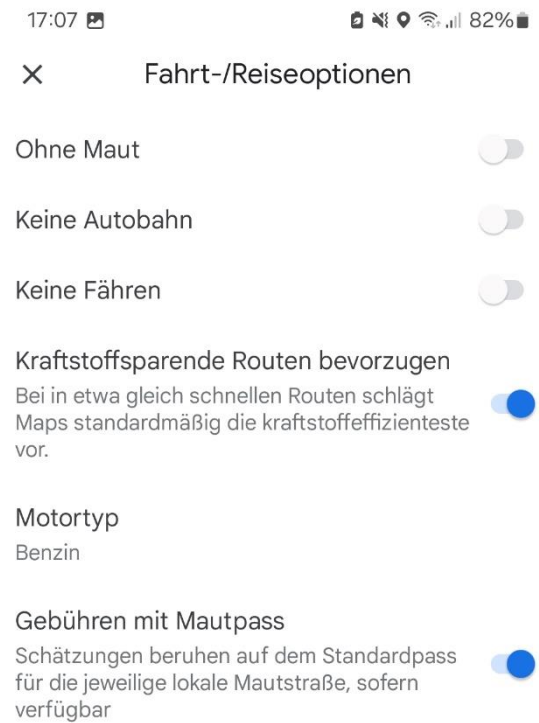 17:07 82%
Fahrt-/Reiseoptionen
Ohne Maut
Keine Autobahn
Keine Fähren
Kraftstoffsparende Routen bevorzugen
Bei in etwa gleich schnellen Routen schlägt
Maps standardmäßig die kraftstoffeffizienteste
vor.
Motortyp
Benzin
Gebühren mit Mautpass
Schätzungen beruhen auf dem Standardpass
für die jeweilige lokale Mautstraße, sofern
verfügbar